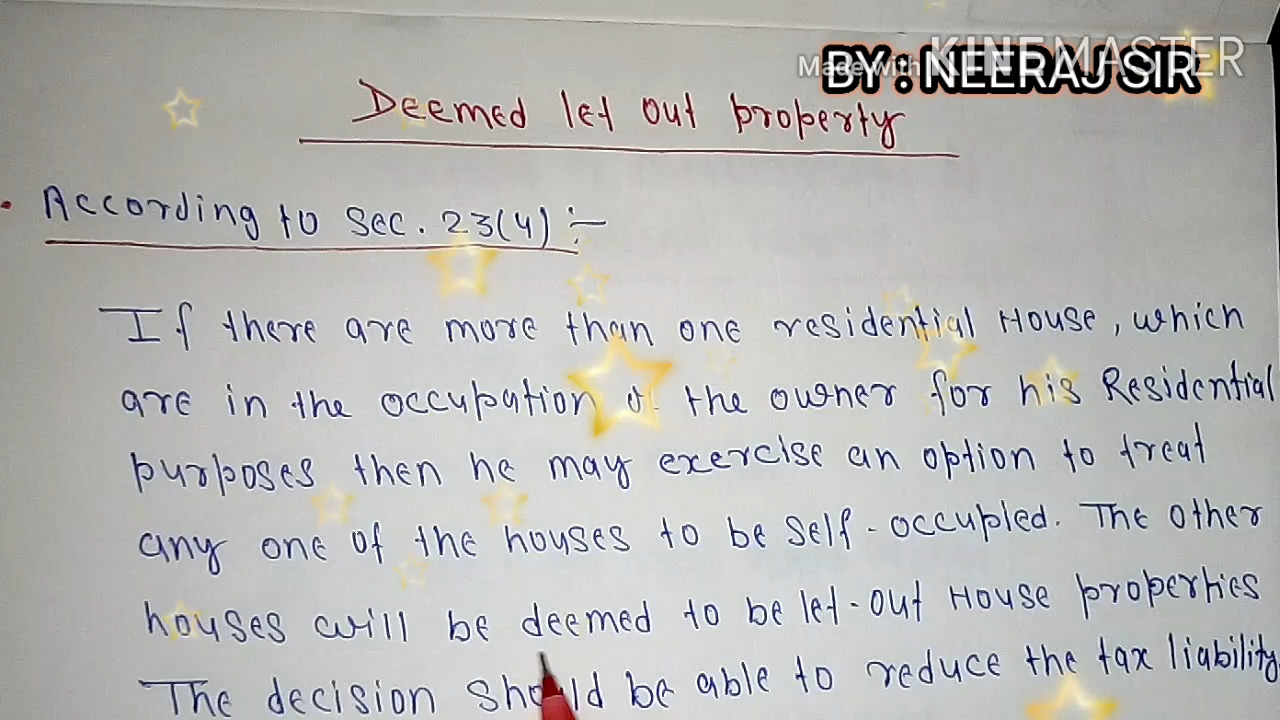 Made with KINEMASTER
BY : NEERAJ SIR
Deemed let out property
According to Sec. 23(4) :-
If there are more than one residential House, which
are in the occupation of the owner for his Residential
purposes then he may exercise an option to treat
any one of the houses to be self-occupied. The other
houses will be deemed to be let-out House properties
The decision should be able to reduce the tax liability